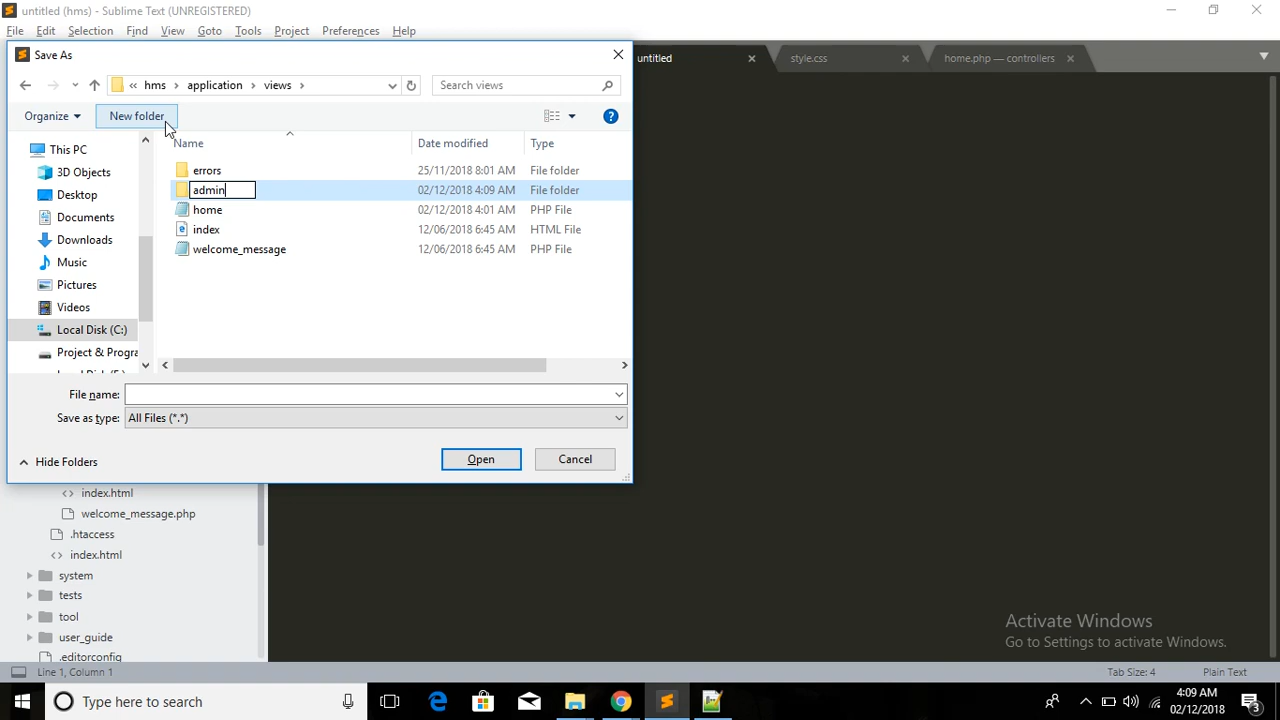 untitled (hms) - Sublime Text (UNREGISTERED)
File Edit Selection Find View Goto Tools Project Preferences Help
Save As
untitled
style.css
home.php — controllers
« hms › application › views ›
Search views
Organize
New folder
Name
Date modified
Type
This PC
3D Objects
Desktop
Documents
Downloads
Music
Pictures
Videos
Local Disk (C:)
Project & Progra
errors 25/11/2018 8:01 AM File folder
admin 02/12/2018 4:09 AM File folder
home 02/12/2018 4:01 AM PHP File
index 12/06/2018 6:45 AM HTML File
welcome_message 12/06/2018 6:45 AM PHP File
File name:
Save as type: All Files (*.*)
Hide Folders
Open
Cancel
<> index.html
welcome_message.php
.htaccess
<> index.html
system
tests
tool
user_guide
.editorconfig
Activate Windows
Go to Settings to activate Windows.
Line 1, Column 1
Tab Size: 4
Plain Text
Type here to search
4:09 AM
02/12/2018
3